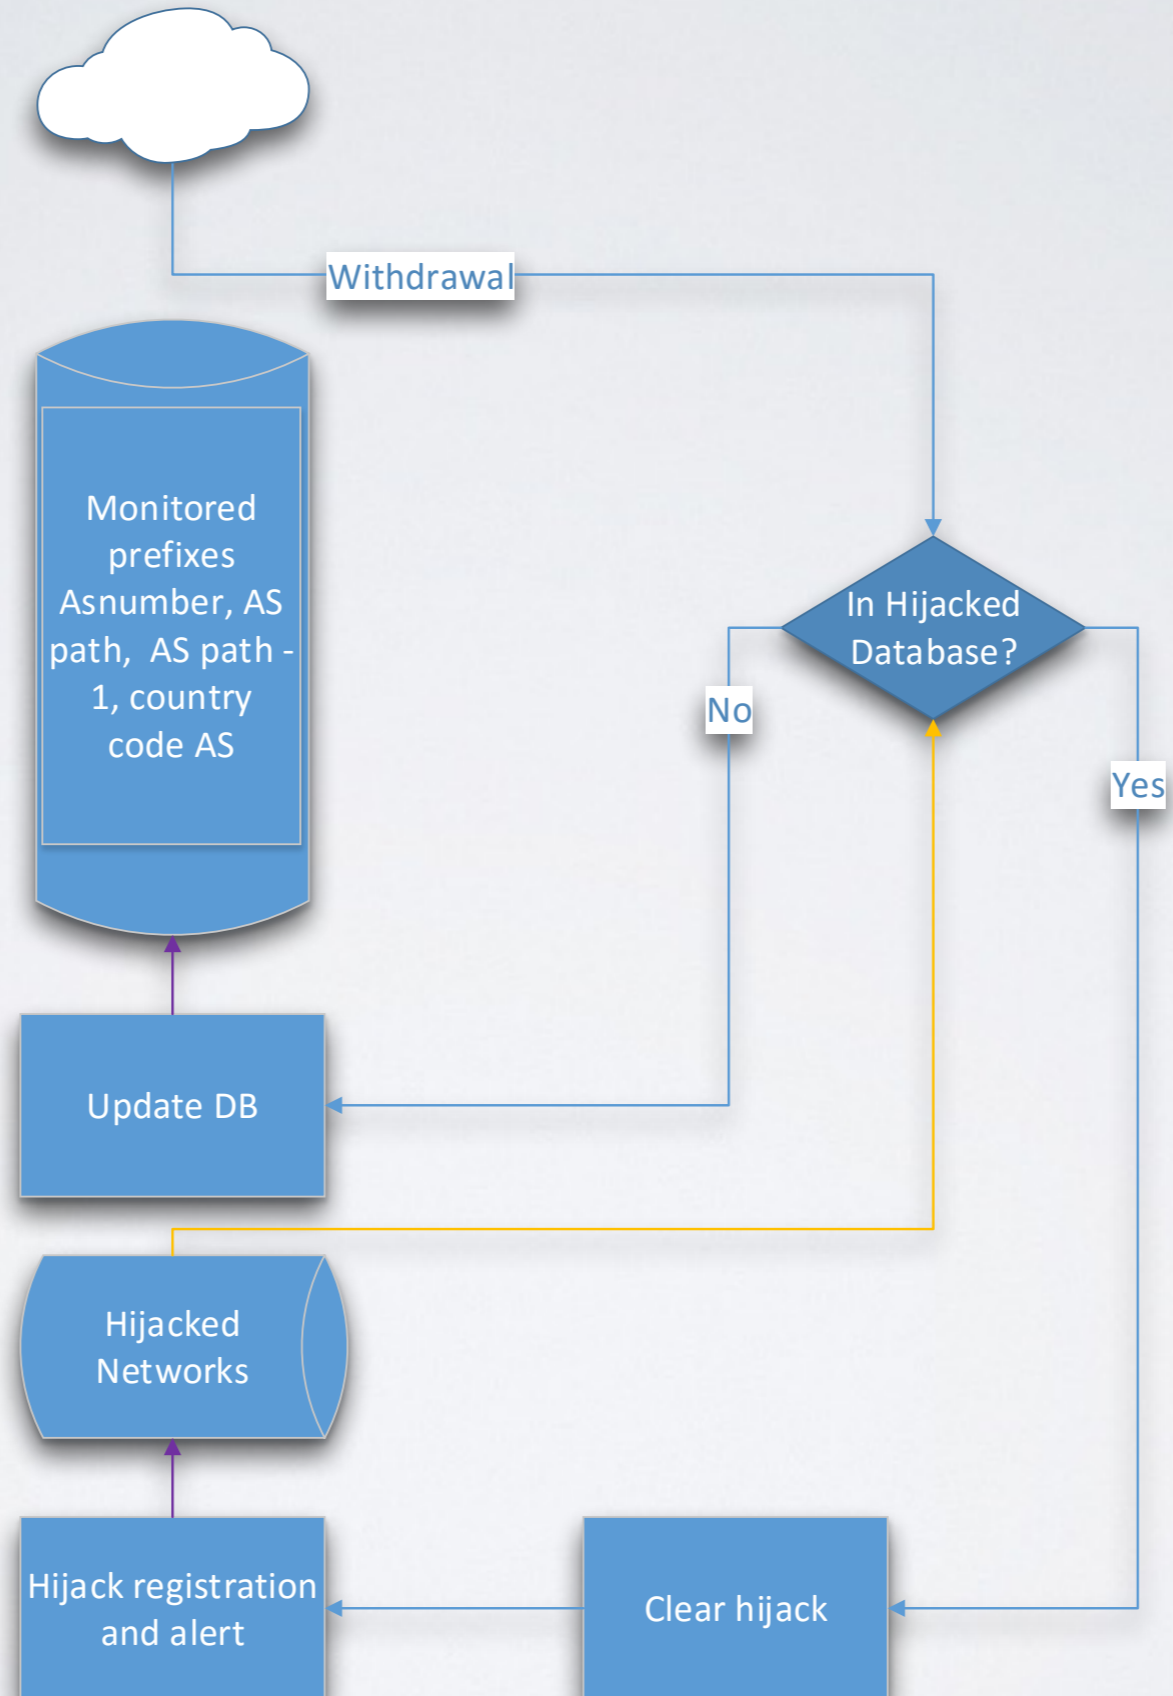 Withdrawal
Monitored
prefixes
Asnumber, AS
path, AS path -
1, country
code AS
In Hijacked
Database?
No
Yes
Update DB
Hijacked
Networks
Hijack registration
and alert
Clear hijack